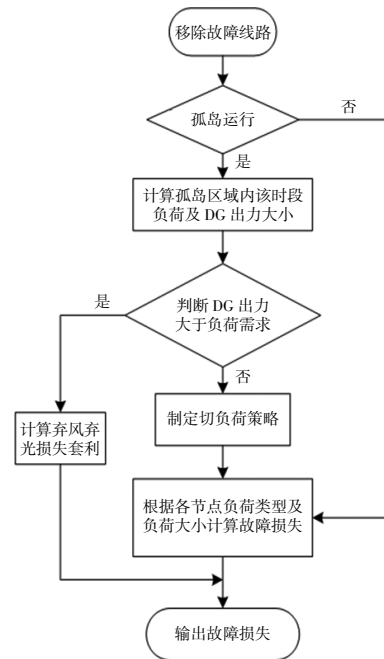 移除故障线路
否
孤岛运行
是
计算孤岛区域内该时段
负荷及 DG 出力大小
是
判断 DG 出力
大于负荷需求
否
计算弃风弃
光损失套利
制定切负荷策略
根据各节点负荷类型及
负荷大小计算故障损失
输出故障损失